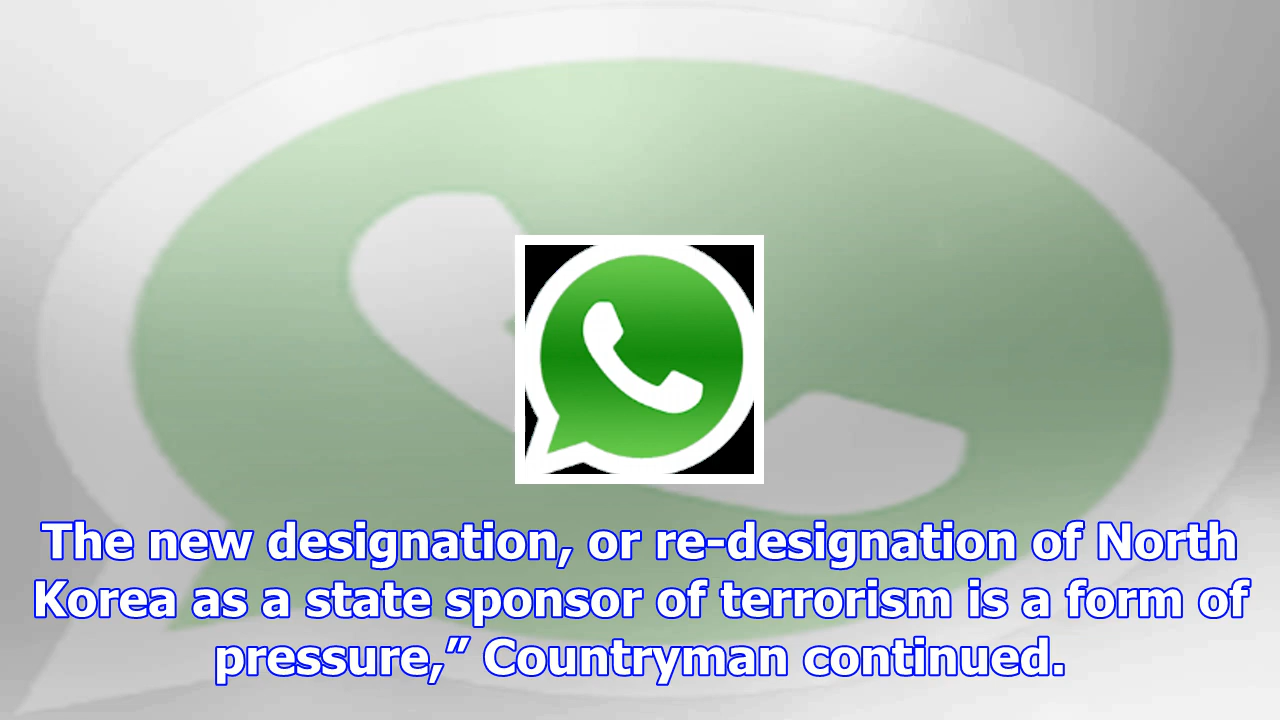 The new designation, or re-designation of North
Korea as a state sponsor of terrorism is a form of
pressure,” Countryman continued.